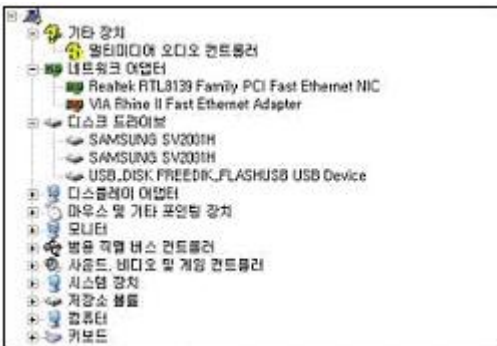 기타 장치
멀티미디어 오디오 컨트롤러
네트워크 어댑터
Realtek RTL8139 Family PCI Fast Ethernet NIC
VIA Rhine II Fast Ethernet Adapter
디스크 드라이브
SAMSUNG SV2001H
SAMSUNG SV2001H
USB_DISK FREEDIK_FLASHUSB USB Device
디스플레이 어댑터
마우스 및 기타 포인팅 장치
모니터
범용 직렬 버스 컨트롤러
사운드, 비디오 및 게임 컨트롤러
시스템 장치
저장소 볼륨
컴퓨터
키보드